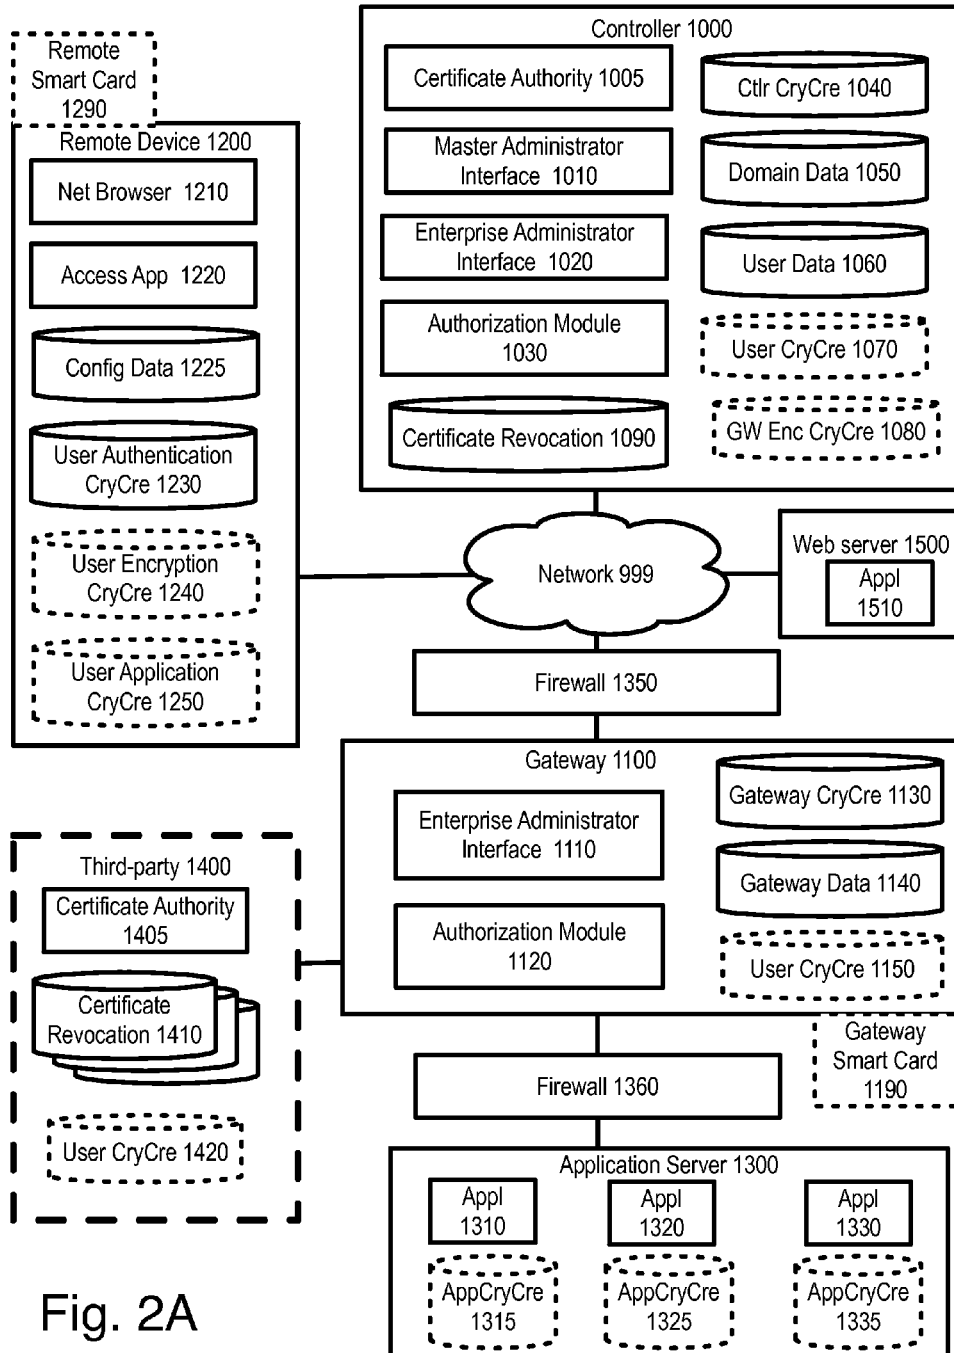 Remote
Smart Card
1290
Remote Device 1200
Net Browser 1210
Access App 1220
Config Data 1225
User Authentication
CryCre 1230
User Encryption
CryCre 1240
User Application
CryCre 1250
Controller 1000
Certificate Authority 1005
Master Administrator
Interface 1010
Enterprise Administrator
Interface 1020
Authorization Module
1030
Certificate Revocation 1090
Ctlr CryCre 1040
Domain Data 1050
User Data 1060
User CryCre 1070
GW Enc CryCre 1080
Network 999
Web server 1500
Appl
1510
Firewall 1350
Gateway 1100
Enterprise Administrator
Interface 1110
Authorization Module
1120
Gateway CryCre 1130
Gateway Data 1140
User CryCre 1150
Gateway
Smart Card
1190
Third-party 1400
Certificate Authority
1405
Certificate
Revocation 1410
User CryCre 1420
Firewall 1360
Application Server 1300
Appl
1310
Appl
1320
Appl
1330
AppCryCre
1315
AppCryCre
1325
AppCryCre
1335
Fig. 2A